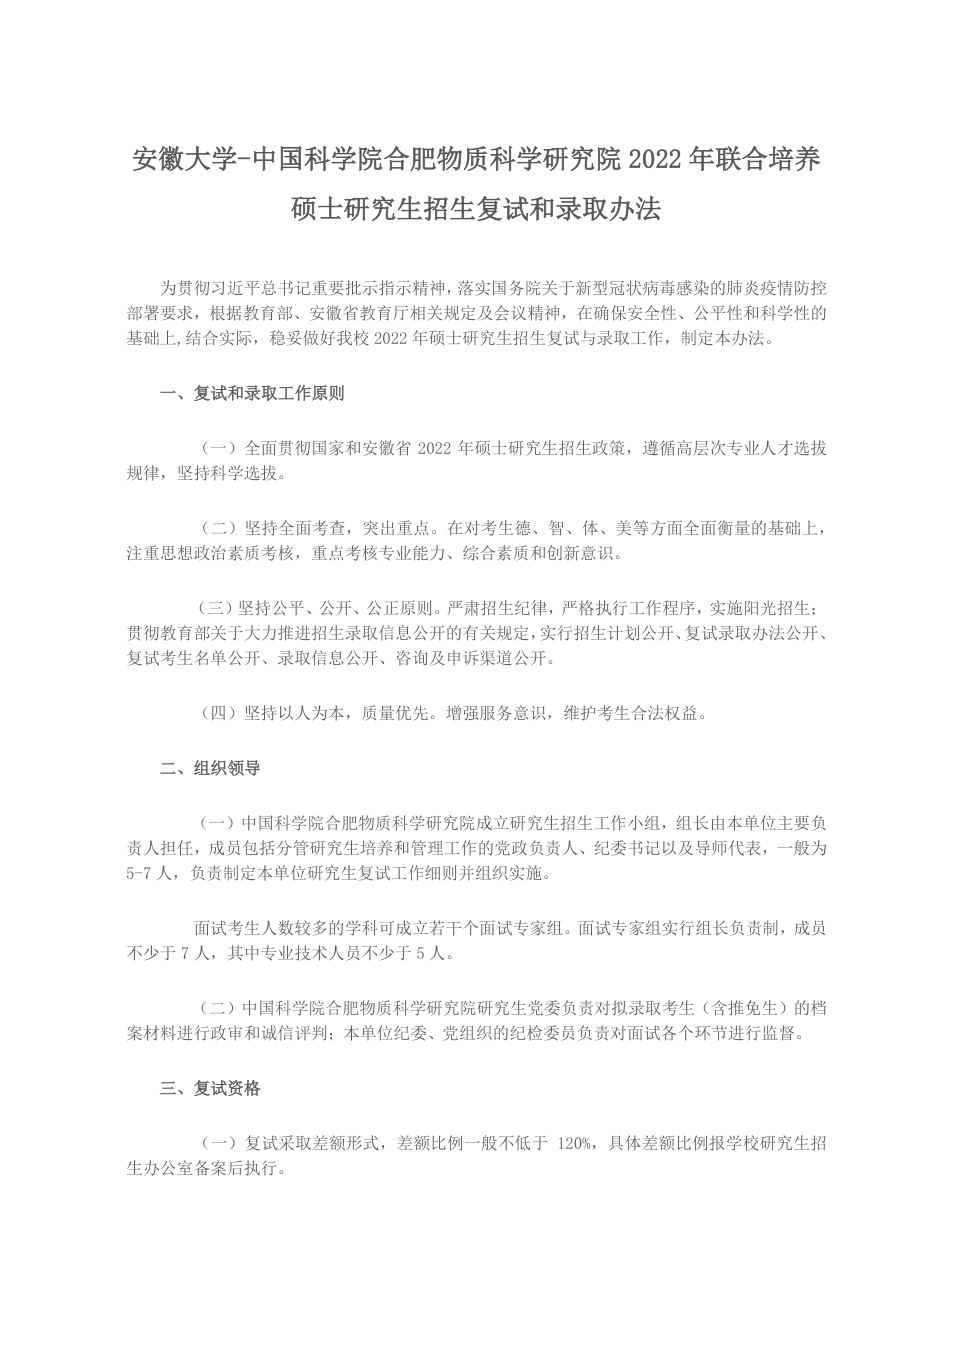 安徽大学-中国科学院合肥物质科学研究院 2022 年联合培养
硕士研究生招生复试和录取办法
为贯彻习近平总书记重要批示指示精神，落实国务院关于新型冠状病毒感染的肺炎疫情防控
部署要求，根据教育部、安徽省教育厅相关规定及会议精神，在确保安全性、公平性和科学性的
基础上,结合实际，稳妥做好我校 2022 年硕士研究生招生复试与录取工作，制定本办法。
一、复试和录取工作原则
（一）全面贯彻国家和安徽省 2022 年硕士研究生招生政策，遵循高层次专业人才选拔
规律，坚持科学选拔。
（二）坚持全面考查，突出重点。在对考生德、智、体、美等方面全面衡量的基础上，
注重思想政治素质考核，重点考核专业能力、综合素质和创新意识。
（三）坚持公平、公开、公正原则。严肃招生纪律，严格执行工作程序，实施阳光招生；
贯彻教育部关于大力推进招生录取信息公开的有关规定，实行招生计划公开、复试录取办法公开、
复试考生名单公开、录取信息公开、咨询及申诉渠道公开。
（四）坚持以人为本，质量优先。增强服务意识，维护考生合法权益。
二、组织领导
（一）中国科学院合肥物质科学研究院成立研究生招生工作小组，组长由本单位主要负
责人担任，成员包括分管研究生培养和管理工作的党政负责人、纪委书记以及导师代表，一般为
5-7 人，负责制定本单位研究生复试工作细则并组织实施。
面试考生人数较多的学科可成立若干个面试专家组。面试专家组实行组长负责制，成员
不少于 7 人，其中专业技术人员不少于 5 人。
（二）中国科学院合肥物质科学研究院研究生党委负责对拟录取考生（含推免生）的档
案材料进行政审和诚信评判；本单位纪委、党组织的纪检委员负责对面试各个环节进行监督。
三、复试资格
（一）复试采取差额形式，差额比例一般不低于 120%，具体差额比例报学校研究生招
生办公室备案后执行。